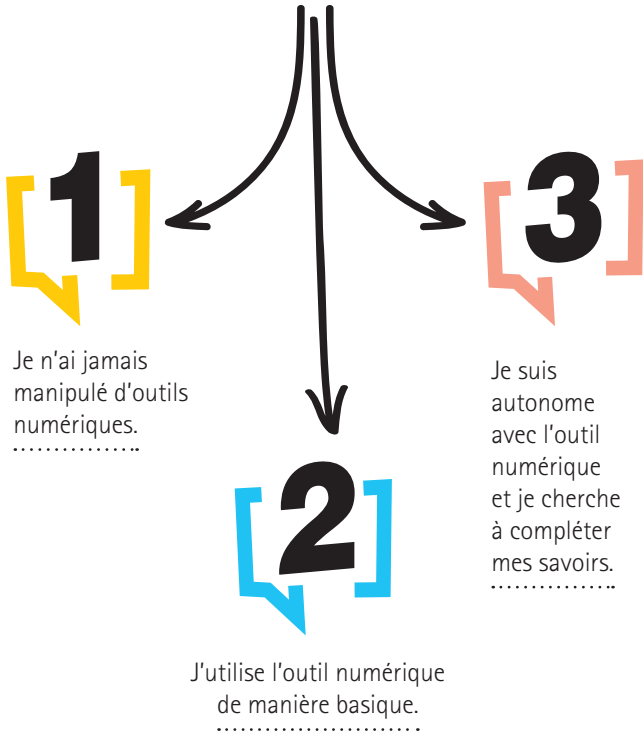 1
Je n'ai jamais
manipulé d'outils
numériques.
2
J'utilise l'outil numérique
de manière basique.
3
Je suis
autonome
avec l'outil
numérique
et je cherche
à compléter
mes savoirs.